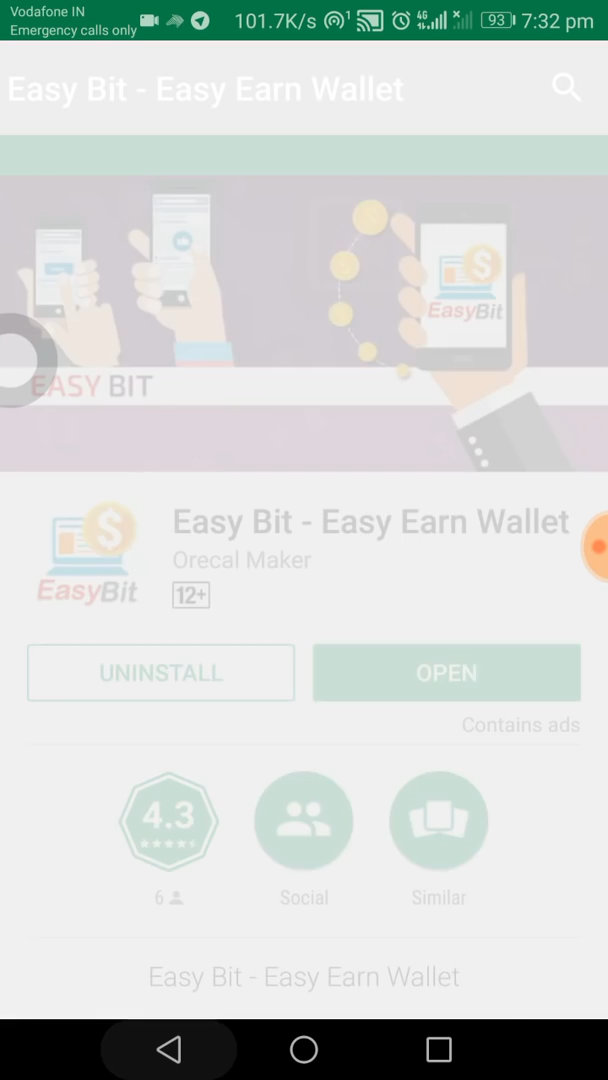 Vodafone IN
Emergency calls only
101.7K/s
1
4G
93
7:32 pm
Easy Bit - Easy Earn Wallet
EasyBit
EASY BIT
Easy Bit - Easy Earn Wallet
Orecal Maker
12+
EasyBit
UNINSTALL
OPEN
Contains ads
4.3
6
Social
Similar
Easy Bit - Easy Earn Wallet